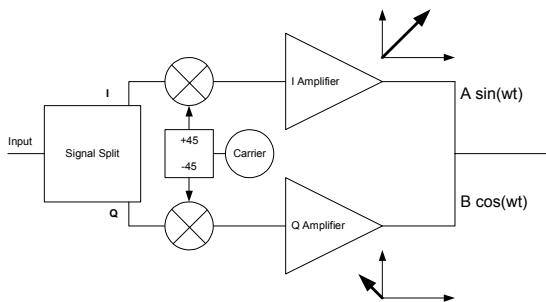 I
I Amplifier
A sin(wt)
Input
Signal Split
+45
-45
Carrier
Q
Q Amplifier
B cos(wt)